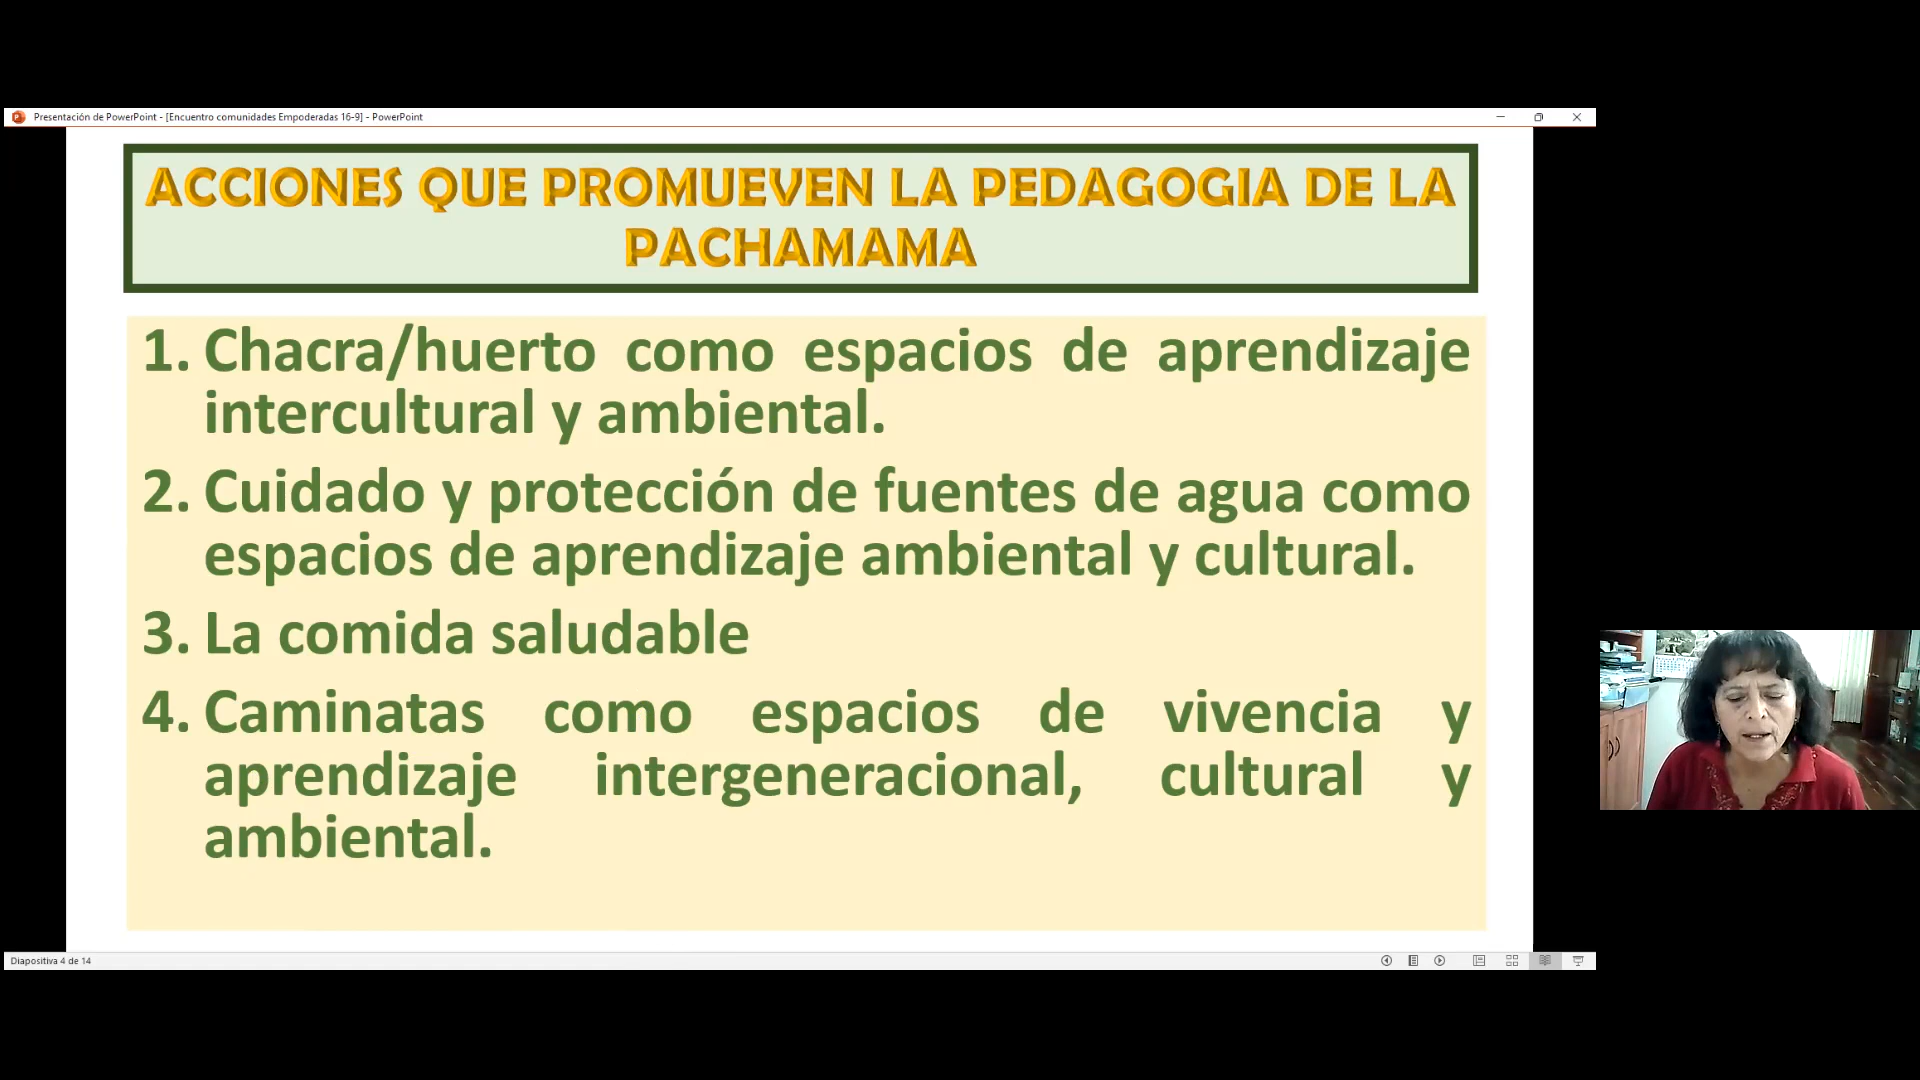 Presentación de PowerPoint - [Encuentro comunidades Empoderadas 16-9] - PowerPoint
ACCIONES QUE PROMUEVEN LA PEDAGOGIA DE LA
PACHAMAMA
1. Chacra/huerto como espacios de aprendizaje
intercultural y ambiental.
2. Cuidado y protección de fuentes de agua como
espacios de aprendizaje ambiental y cultural.
3. La comida saludable
4. Caminatas como espacios de vivencia y
aprendizaje intergeneracional, cultural y
ambiental.
Diapositiva 4 de 14